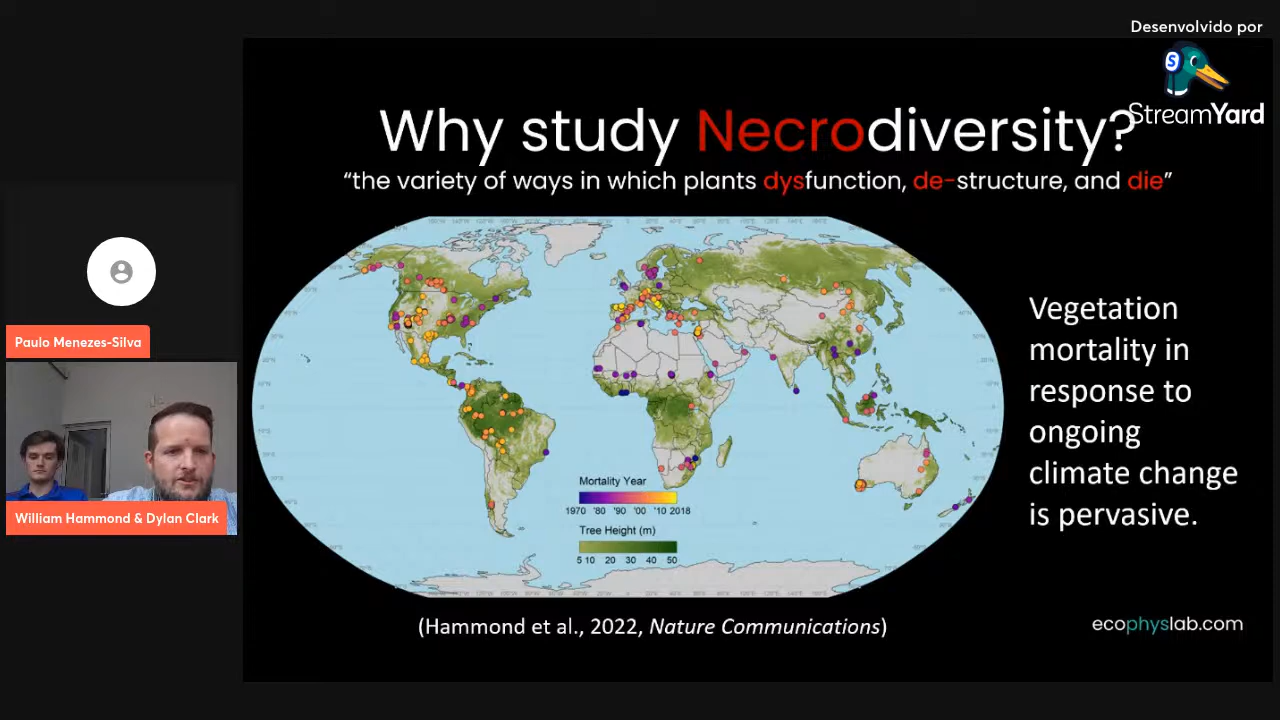 Desenvolvido por
StreamYard
Why study Necrodiversity?
“the variety of ways in which plants dysfunction, de-structure, and die”
Paulo Menezes-Silva
William Hammond & Dylan Clark
Mortality Year
1970 '80 '90 '00 '10 2018
Tree Height (m)
5 10 20 30 40 50
Vegetation
mortality in
response to
ongoing
climate change
is pervasive.
(Hammond et al., 2022, Nature Communications)
ecophyslab.com